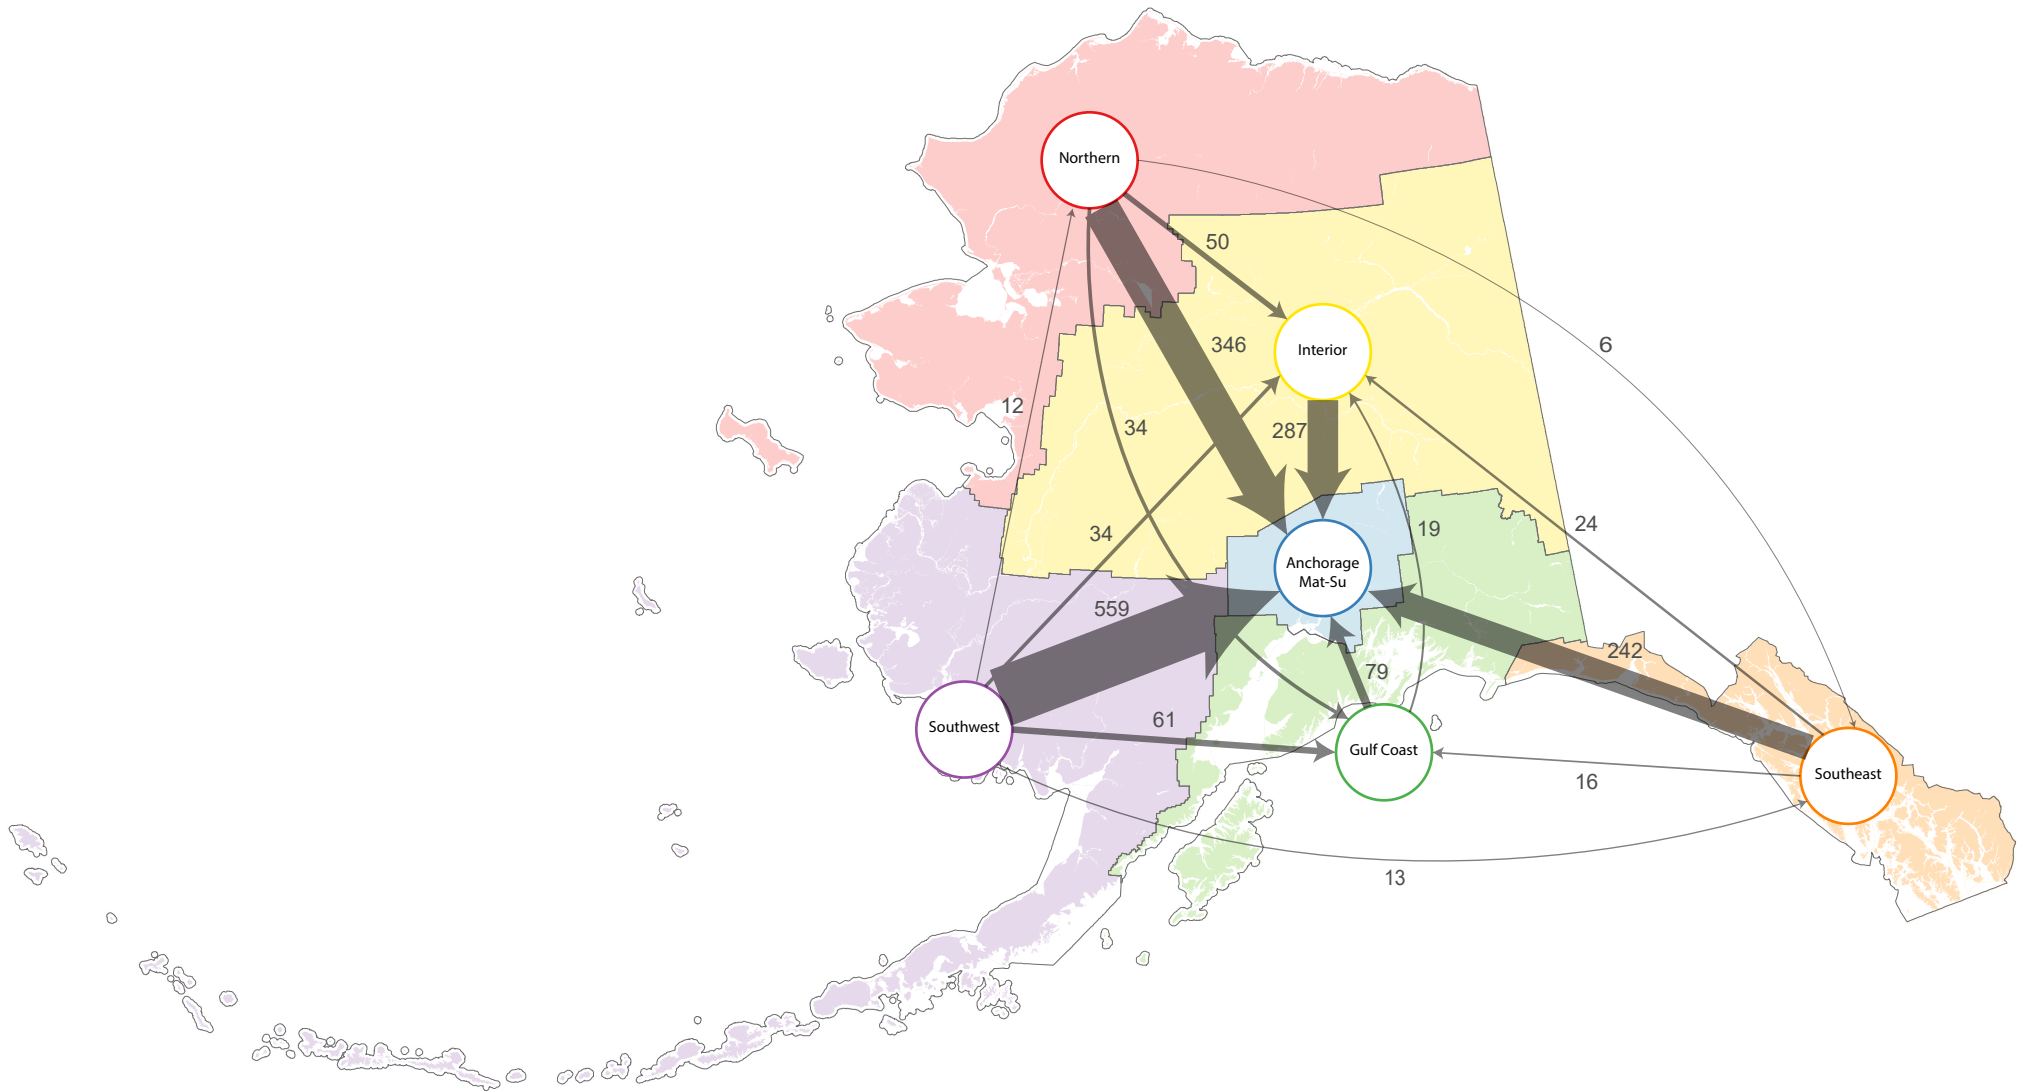 Northern
50
346
Interior
6
12
34
287
34
19
24
Anchorage
Mat-Su
559
242
79
61
Southwest
Gulf Coast
16
Southeast
13